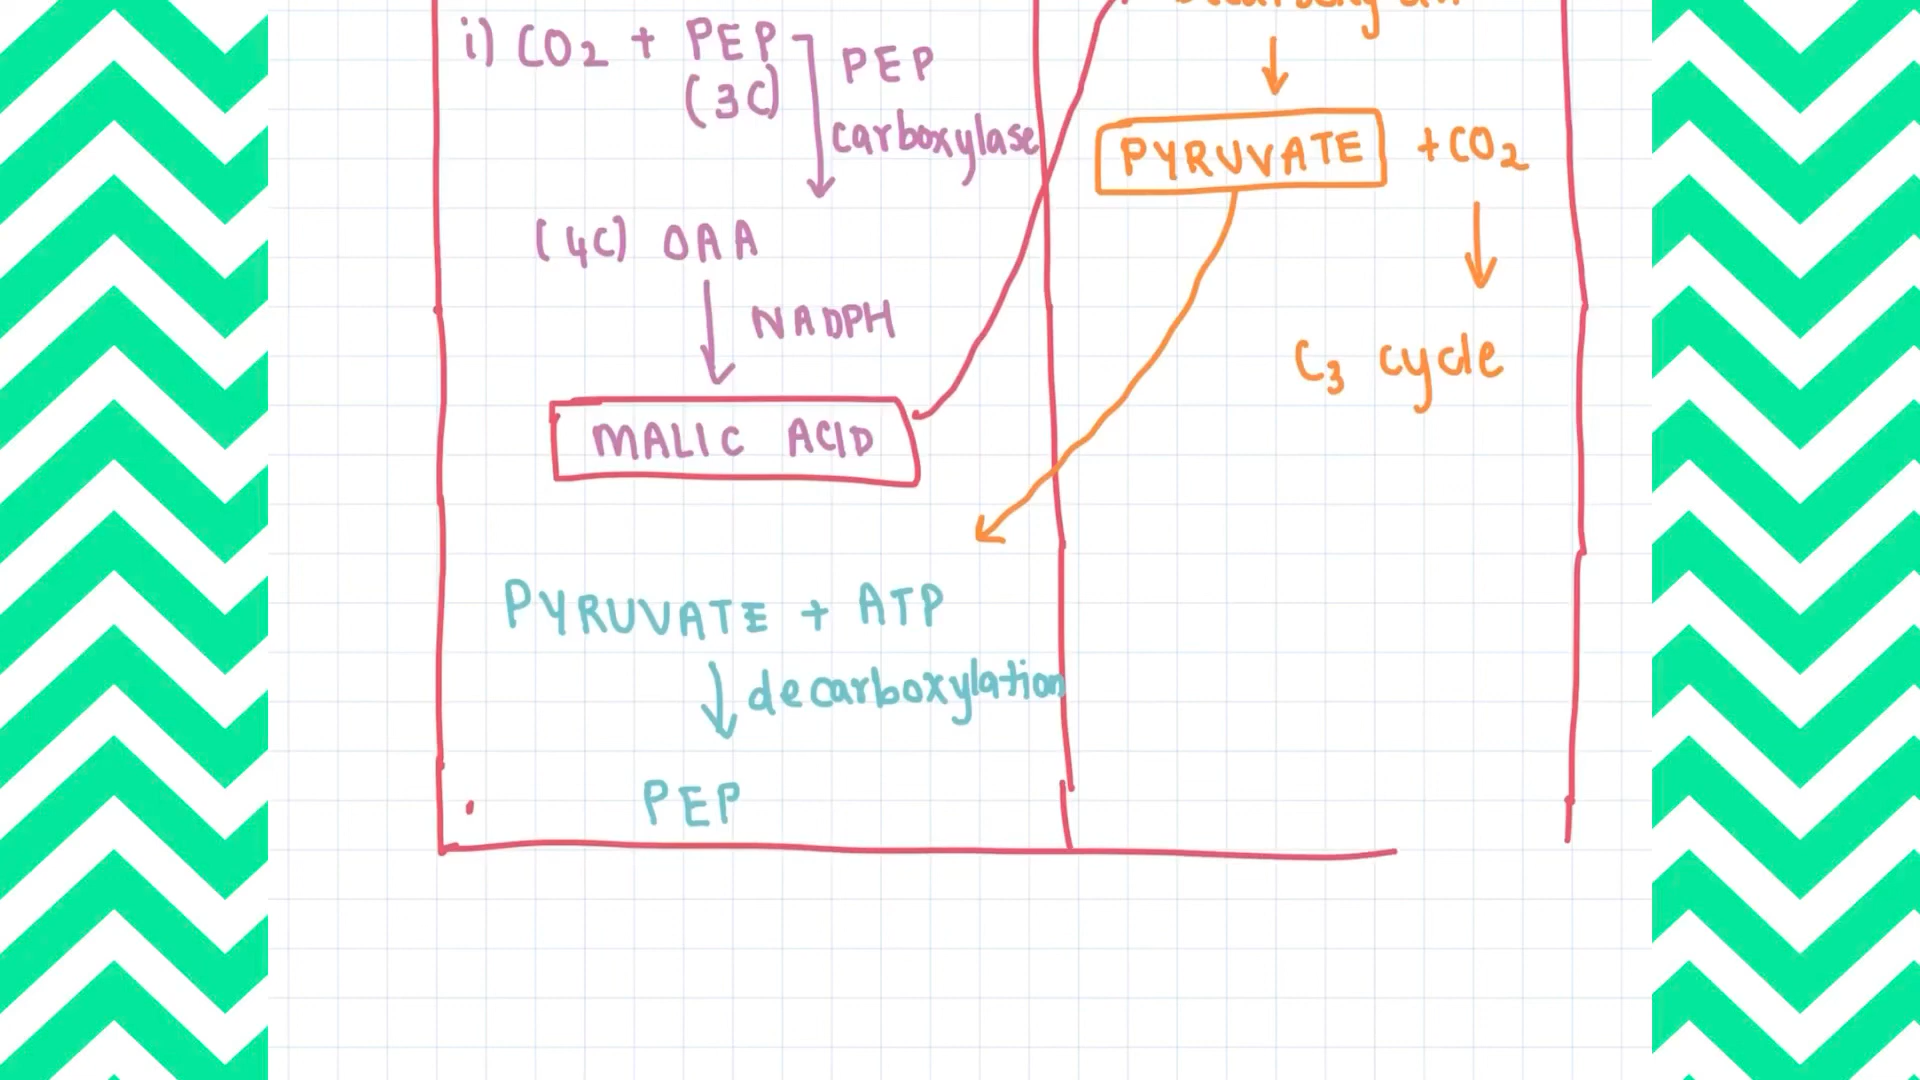 i) CO2 + PEP
(3C)
PEP
carboxylase
(4C) OAA
NADPH
MALIC ACID
PYRUVATE + CO2
C3 cycle
PYRUVATE + ATP
decarboxylation
PEP